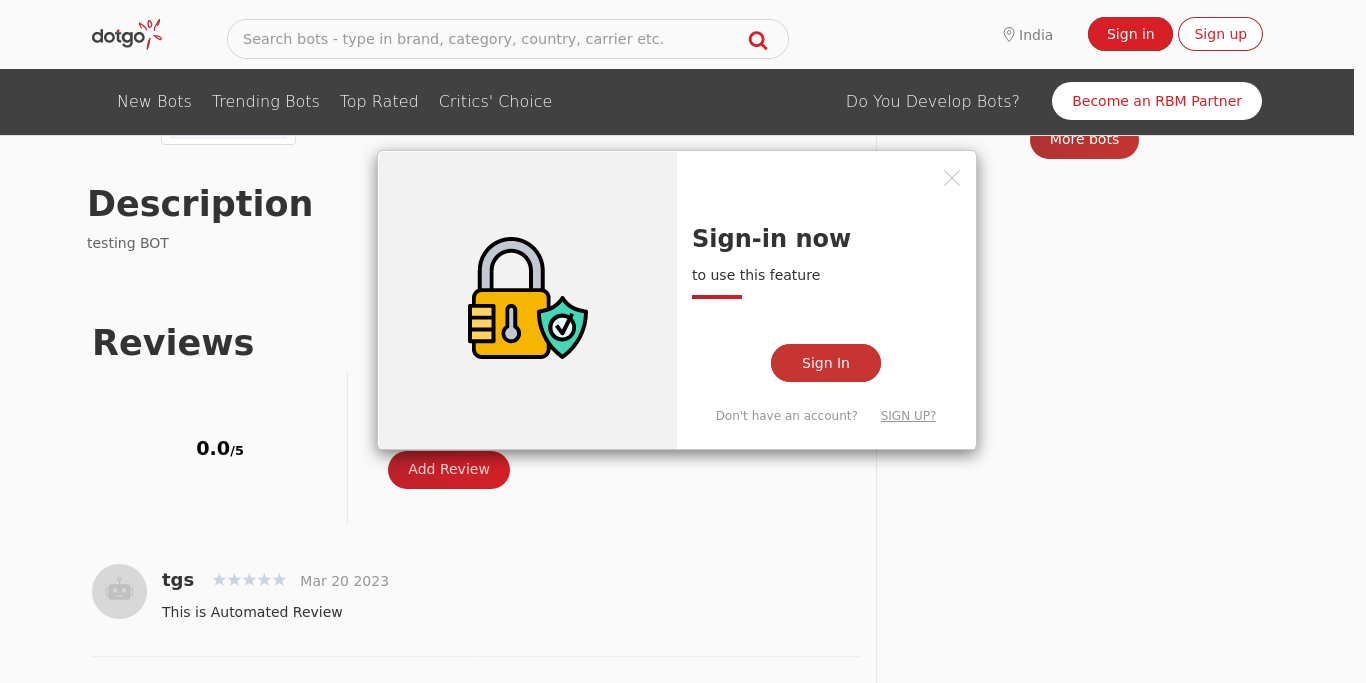 dotgo
Search bots - type in brand, category, country, carrier etc.
India
Sign in
Sign up
New Bots
Trending Bots
Top Rated
Critics' Choice
Do You Develop Bots?
Become an RBM Partner
More bots
Description
testing BOT
Sign-in now
to use this feature
Sign In
Don't have an account?
SIGN UP?
Reviews
0.0/5
Add Review
tgs
Mar 20 2023
This is Automated Review